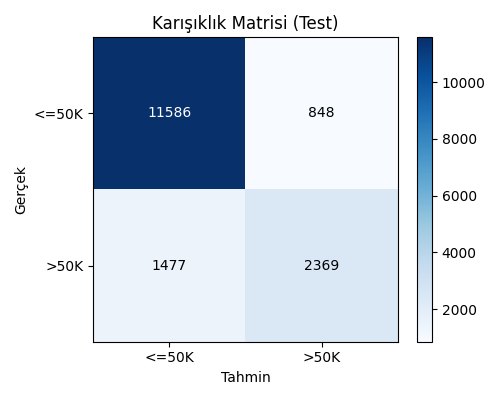 Karışıklık Matrisi (Test)
Gerçek
<=50K
11586
848
>50K
1477
2369
<=50K
>50K
Tahmin
10000
8000
6000
4000
2000